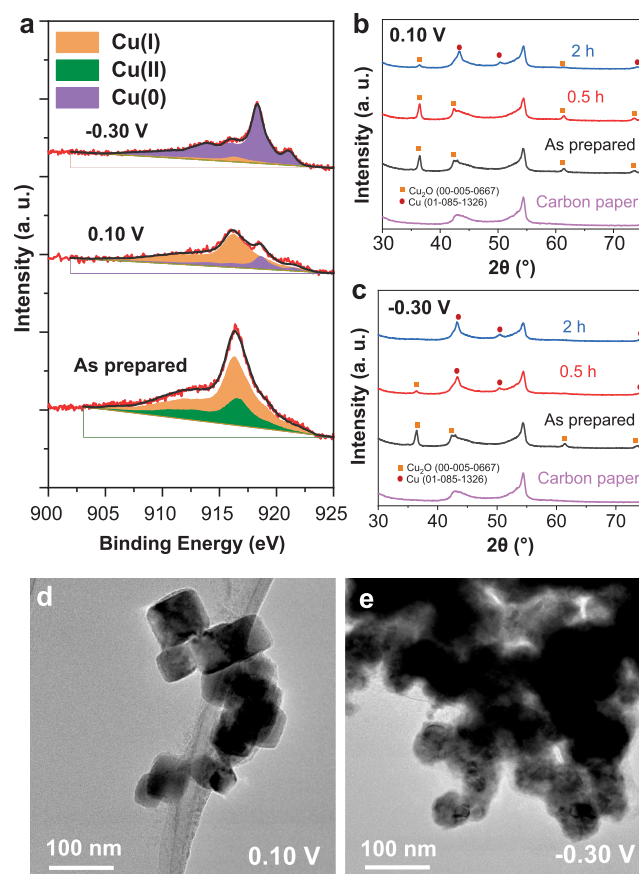 a
Cu(I)
Cu(II)
Cu(0)
-0.30 V
0.10 V
As prepared
Intensity (a. u.)
900 905 910 915 920 925
Binding Energy (eV)
b
0.10 V
2 h
0.5 h
As prepared
Cu₂O (00-005-0667)
Cu (01-085-1326)
Carbon paper
Intensity (a. u.)
30 40 50 60 70
2θ (°)
c
-0.30 V
2 h
0.5 h
As prepared
Cu₂O (00-005-0667)
Cu (01-085-1326)
Carbon paper
Intensity (a. u.)
30 40 50 60 70
2θ (°)
d
100 nm
0.10 V
e
100 nm
-0.30 V